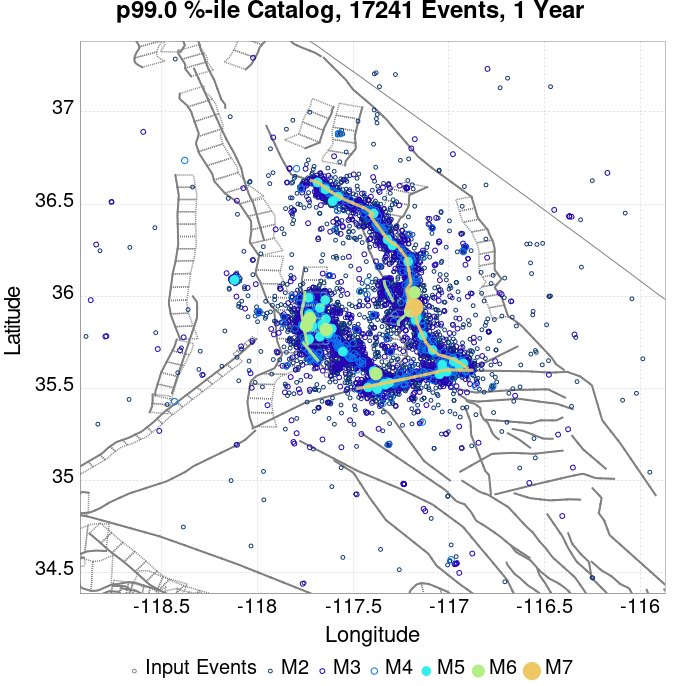 p99.0 %-ile Catalog, 17241 Events, 1 Year
37
36.5
36
35.5
35
34.5
Latitude
-118.5 -118 -117.5 -117 -116.5 -116
Longitude
Input Events M2 M3 M4 M5 M6 M7